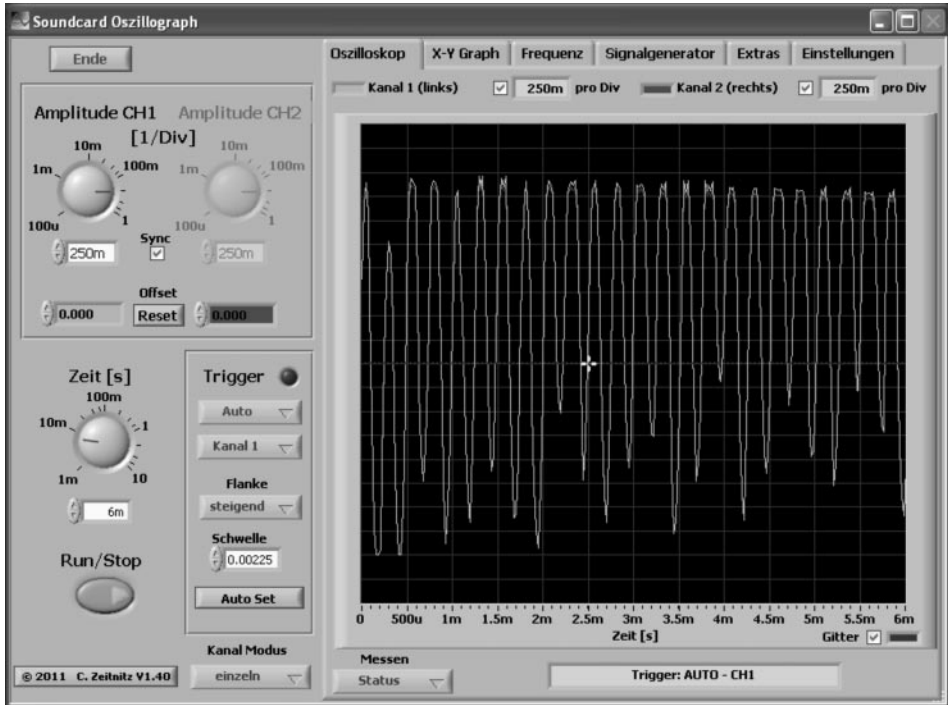 Soundcard Oszillograph
Ende
Oszilloskop X-Y Graph Frequenz Signalgenerator Extras Einstellungen
Kanal 1 (links) 250m pro Div Kanal 2 (rechts) 250m pro Div
Amplitude CH1 Amplitude CH2
[1/Div]
10m 10m
1m 100m 1m 100m
100u 1 100u 1
Sync
250m 250m
Offset
0.000 Reset 0.000
Zeit [s]
100m
10m 1
1m 10
6m
Run/Stop
Trigger
Auto
Kanal 1
Flanke
steigend
Schwelle
0.00225
Auto Set
Kanal Modus
einzeln
© 2011 C. Zeitnitz V1.40
0 500u 1m 1.5m 2m 2.5m 3m 3.5m 4m 4.5m 5m 5.5m 6m
Zeit [s]
Gitter
Messen
Status
Trigger: AUTO - CH1